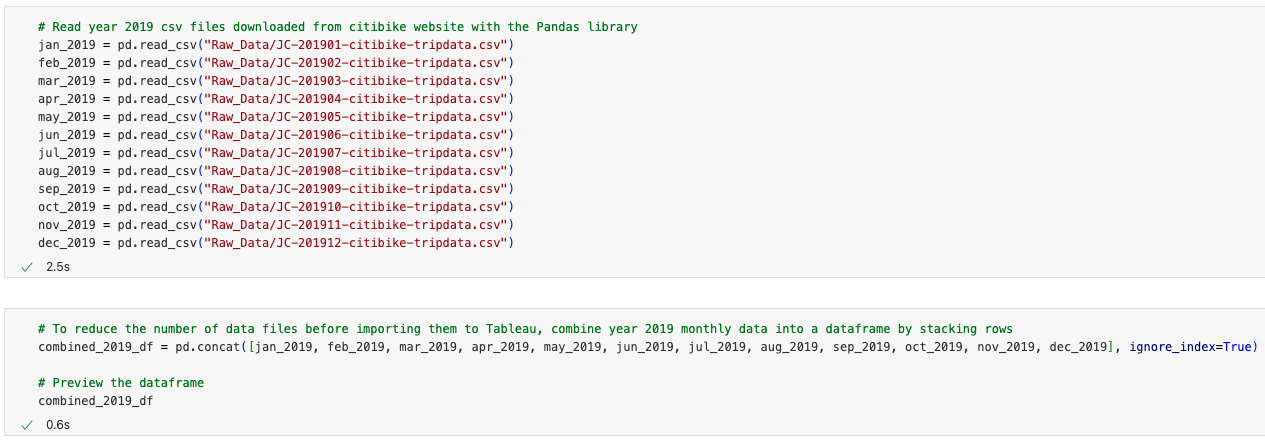 # Read year 2019 csv files downloaded from citibike website with the Pandas library
jan_2019 = pd.read_csv("Raw_Data/JC-201901-citibike-tripdata.csv")
feb_2019 = pd.read_csv("Raw_Data/JC-201902-citibike-tripdata.csv")
mar_2019 = pd.read_csv("Raw_Data/JC-201903-citibike-tripdata.csv")
apr_2019 = pd.read_csv("Raw_Data/JC-201904-citibike-tripdata.csv")
may_2019 = pd.read_csv("Raw_Data/JC-201905-citibike-tripdata.csv")
jun_2019 = pd.read_csv("Raw_Data/JC-201906-citibike-tripdata.csv")
jul_2019 = pd.read_csv("Raw_Data/JC-201907-citibike-tripdata.csv")
aug_2019 = pd.read_csv("Raw_Data/JC-201908-citibike-tripdata.csv")
sep_2019 = pd.read_csv("Raw_Data/JC-201909-citibike-tripdata.csv")
oct_2019 = pd.read_csv("Raw_Data/JC-201910-citibike-tripdata.csv")
nov_2019 = pd.read_csv("Raw_Data/JC-201911-citibike-tripdata.csv")
dec_2019 = pd.read_csv("Raw_Data/JC-201912-citibike-tripdata.csv")
✓ 2.5s
# To reduce the number of data files before importing them to Tableau, combine year 2019 monthly data into a dataframe by stacking rows
combined_2019_df = pd.concat([jan_2019, feb_2019, mar_2019, apr_2019, may_2019, jun_2019, jul_2019, aug_2019, sep_2019, oct_2019, nov_2019, dec_2019], ignore_index=True)
# Preview the dataframe
combined_2019_df
✓ 0.6s